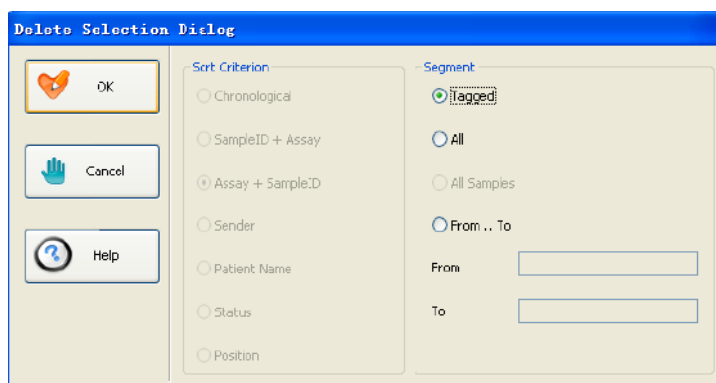 Delete Selection Dialog
OK
Cancel
Help
Sort Criterion
Chronological
SampleID + Assay
Assay + SampleID
Sender
Patient Name
Status
Position
Segment
Tagged
All
All Samples
From .. To
From
To